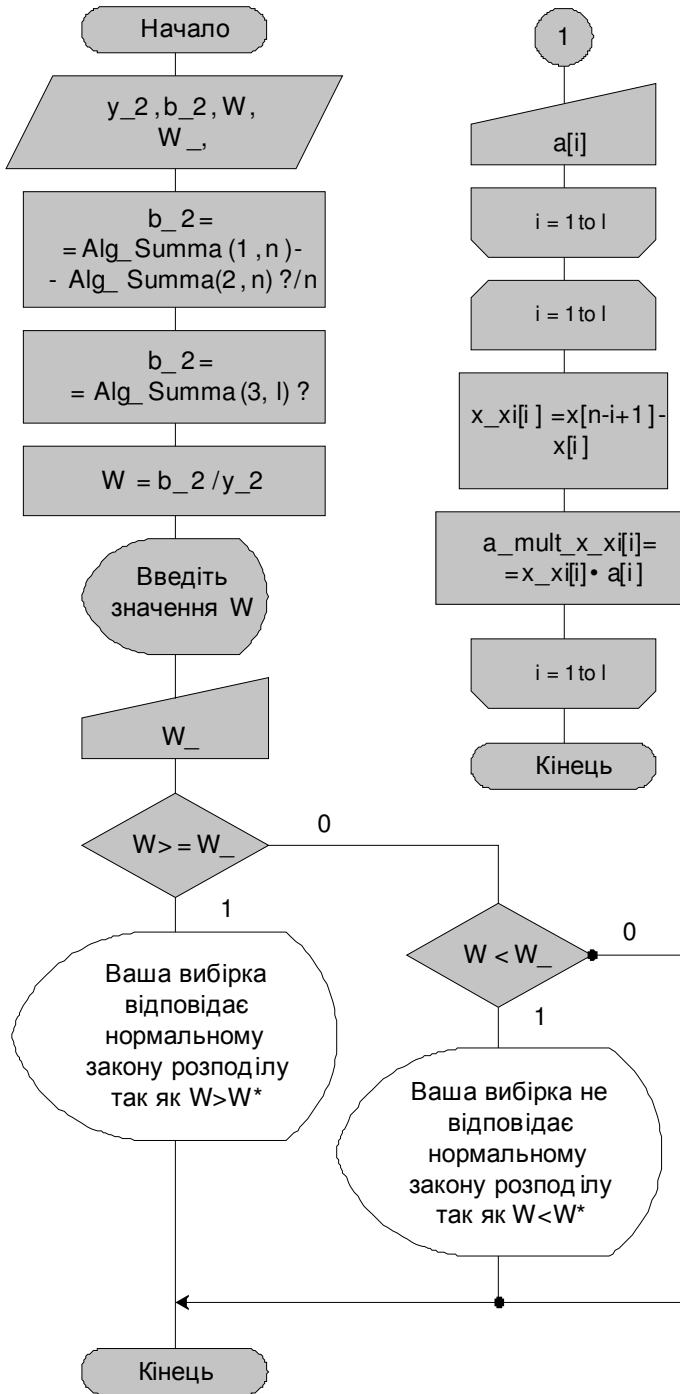 Начало
y_2,b_2,W,
W_,
b_2=
=Alg_Summa(1,n)-
- Alg_Summa(2,n)?/n
b_2=
= Alg_Summa(3, l) ?
W = b_2/y_2
Введіть
значення W
W_
W>=W_
0
1
Ваша вибірка
відповідає
нормальному
закону розподілу
так як W>W*
W < W_
0
1
Ваша вибірка не
відповідає
нормальному
закону розподілу
так як W<W*
Кінець
1
a[i]
i = 1 to l
i = 1 to l
x_xi[i]=x[n-i+1]-
x[i]
a_mult_x_xi[i]=
=x_xi[i]• a[i]
i = 1 to l
Кінець